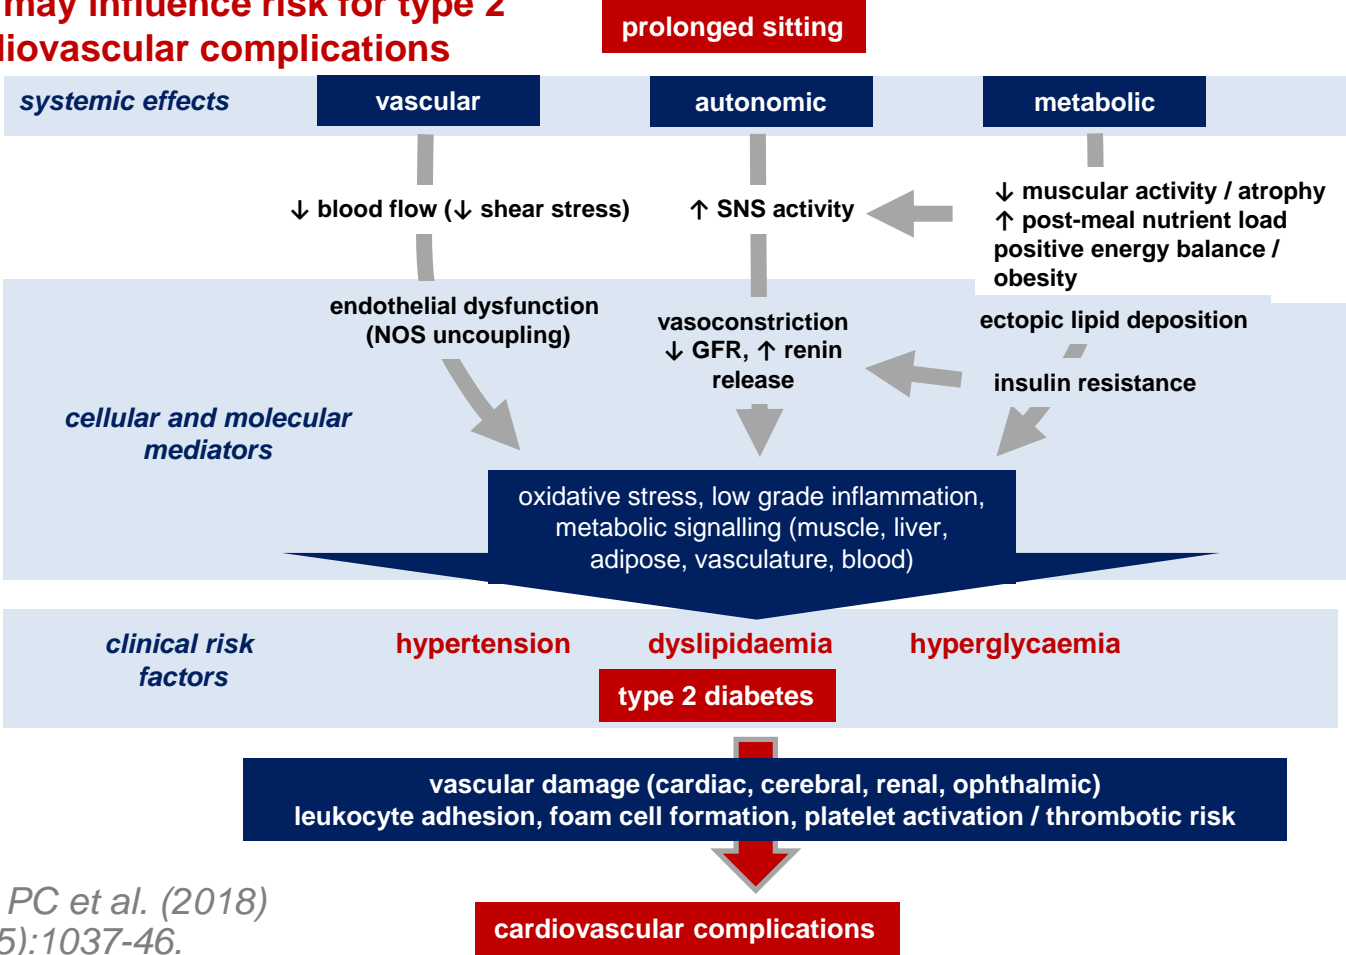 may influence risk for type 2
diovascular complications
prolonged sitting
systemic effects
vascular
autonomic
metabolic
↓ blood flow (↓ shear stress)
↑ SNS activity
↓ muscular activity / atrophy
↑ post-meal nutrient load
positive energy balance /
obesity
endothelial dysfunction
(NOS uncoupling)
vasoconstriction
↓ GFR, ↑ renin
release
ectopic lipid deposition
insulin resistance
cellular and molecular
mediators
oxidative stress, low grade inflammation,
metabolic signalling (muscle, liver,
adipose, vasculature, blood)
clinical risk
factors
hypertension
dyslipidaemia
hyperglycaemia
type 2 diabetes
vascular damage (cardiac, cerebral, renal, ophthalmic)
leukocyte adhesion, foam cell formation, platelet activation / thrombotic risk
PC et al. (2018)
5):1037-46.
cardiovascular complications